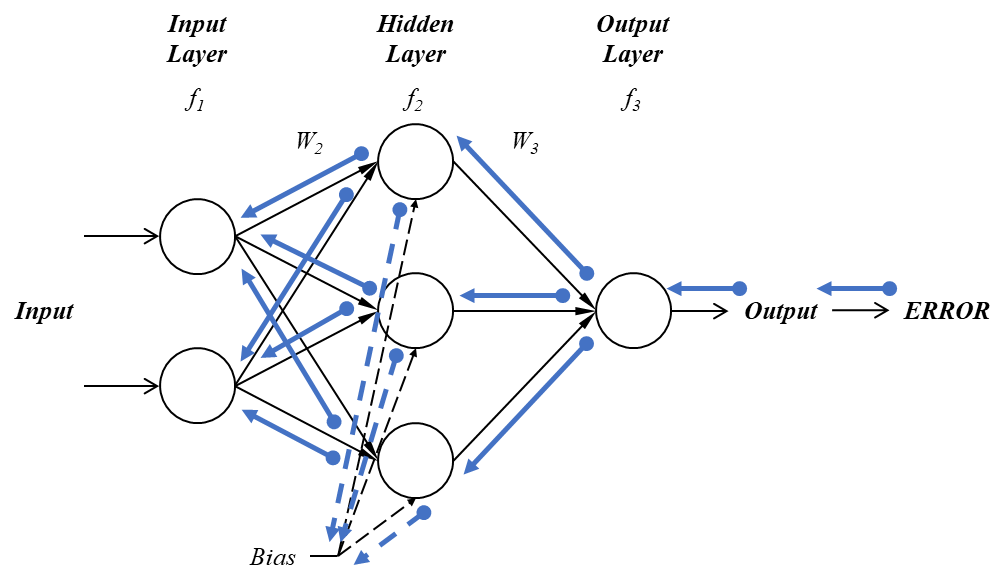 Input
Layer
Hidden
Layer
Output
Layer
f1
f2
f3
W2
W3
Input
Output
ERROR
Bias